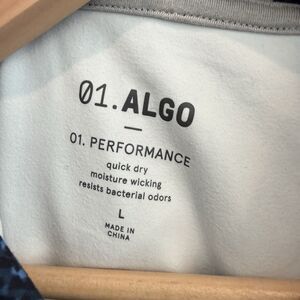 01.ALGO
—
01. PERFORMANCE
quick dry
moisture wicking
resists bacterial odors
L
MADE IN
CHINA